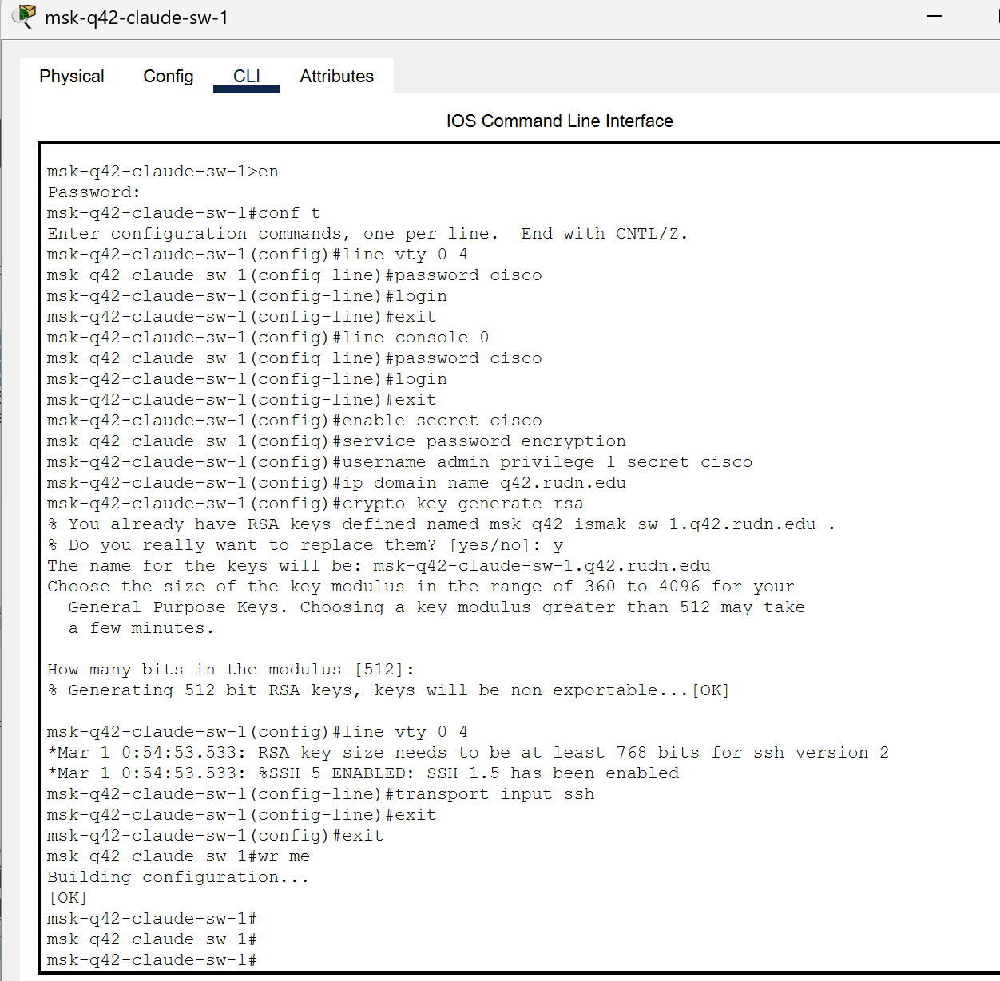 msk-q42-claude-sw-1
Physical Config CLI Attributes
IOS Command Line Interface
msk-q42-claude-sw-1>en
Password:
msk-q42-claude-sw-1#conf t
Enter configuration commands, one per line.  End with CNTL/Z.
msk-q42-claude-sw-1(config)#line vty 0 4
msk-q42-claude-sw-1(config-line)#password cisco
msk-q42-claude-sw-1(config-line)#login
msk-q42-claude-sw-1(config-line)#exit
msk-q42-claude-sw-1(config)#line console 0
msk-q42-claude-sw-1(config-line)#password cisco
msk-q42-claude-sw-1(config-line)#login
msk-q42-claude-sw-1(config-line)#exit
msk-q42-claude-sw-1(config)#enable secret cisco
msk-q42-claude-sw-1(config)#service password-encryption
msk-q42-claude-sw-1(config)#username admin privilege 1 secret cisco
msk-q42-claude-sw-1(config)#ip domain name q42.rudn.edu
msk-q42-claude-sw-1(config)#crypto key generate rsa
% You already have RSA keys defined named msk-q42-ismak-sw-1.q42.rudn.edu .
% Do you really want to replace them? [yes/no]: y
The name for the keys will be: msk-q42-claude-sw-1.q42.rudn.edu
Choose the size of the key modulus in the range of 360 to 4096 for your
  General Purpose Keys. Choosing a key modulus greater than 512 may take
  a few minutes.

How many bits in the modulus [512]:
% Generating 512 bit RSA keys, keys will be non-exportable...[OK]

msk-q42-claude-sw-1(config)#line vty 0 4
*Mar 1 0:54:53.533: RSA key size needs to be at least 768 bits for ssh version 2
*Mar 1 0:54:53.533: %SSH-5-ENABLED: SSH 1.5 has been enabled
msk-q42-claude-sw-1(config-line)#transport input ssh
msk-q42-claude-sw-1(config-line)#exit
msk-q42-claude-sw-1(config)#exit
msk-q42-claude-sw-1#wr me
Building configuration...
[OK]
msk-q42-claude-sw-1#
msk-q42-claude-sw-1#
msk-q42-claude-sw-1#